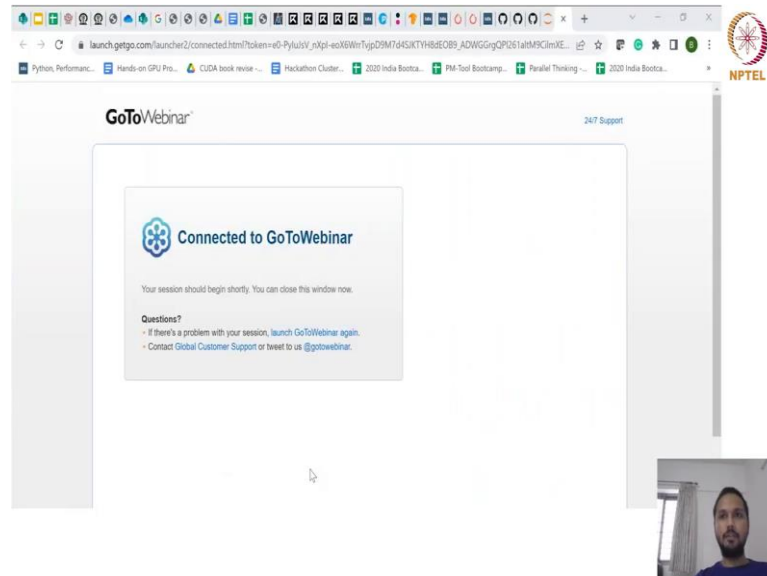 launch.getgo.com/launcher2/connected.html?token=
Python, Performanc...
Hands-on GPU Pro...
CUDA book revise -...
Hackathon Cluster...
2020 India Bootca...
PM-Tool Bootcamp...
Parallel Thinking -...
2020 India Bootca...
»
NPTEL
GoToWebinar
24/7 Support
Connected to GoToWebinar
Your session should begin shortly. You can close this window now.
Questions?
- If there's a problem with your session, launch GoToWebinar again.
- Contact Global Customer Support or tweet to us @gotowebinar.